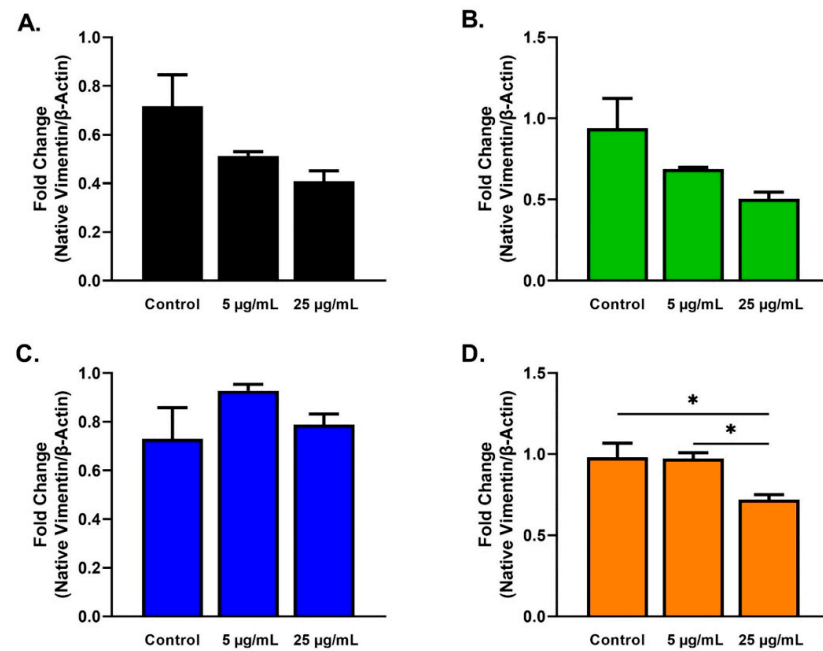 A.
Fold Change
(Native Vimentin/β-Actin)
1.0
0.8
0.6
0.4
0.2
0.0
Control 5 µg/mL 25 µg/mL
B.
Fold Change
(Native Vimentin/β-Actin)
1.5
1.0
0.5
0.0
Control 5 µg/mL 25 µg/mL
C.
Fold Change
(Native Vimentin/β-Actin)
1.0
0.8
0.6
0.4
0.2
0.0
Control 5 µg/mL 25 µg/mL
D.
Fold Change
(Native Vimentin/β-Actin)
1.5
1.0
0.5
0.0
*
*
Control 5 µg/mL 25 µg/mL